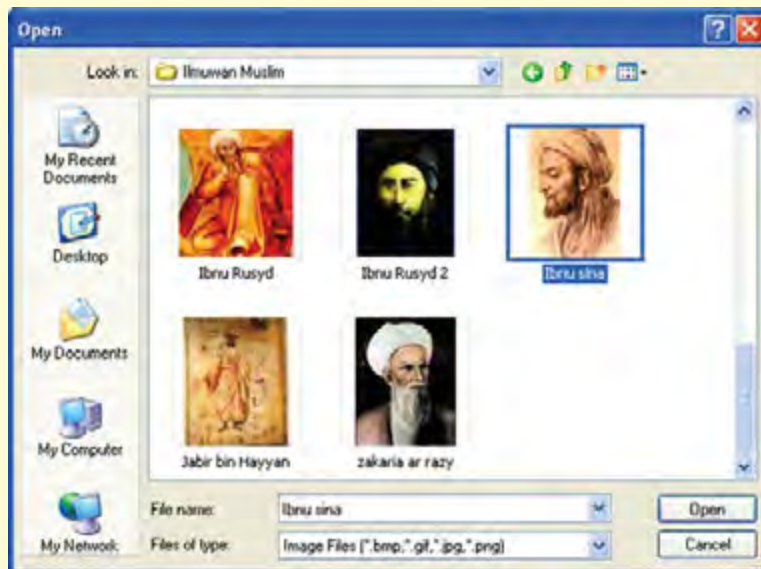 Open
Look in:
Ilmuwan Muslim
My Recent
Documents
Desktop
My Documents
My Computer
My Network
Ibnu Rusyd
Ibnu Rusyd 2
Ibnu sina
Jabir bin Hayyan
zakaria ar razy
File name:
Ibnu sina
Open
Files of type:
Image Files (*.bmp,*.gif,*.jpg,*.png)
Cancel